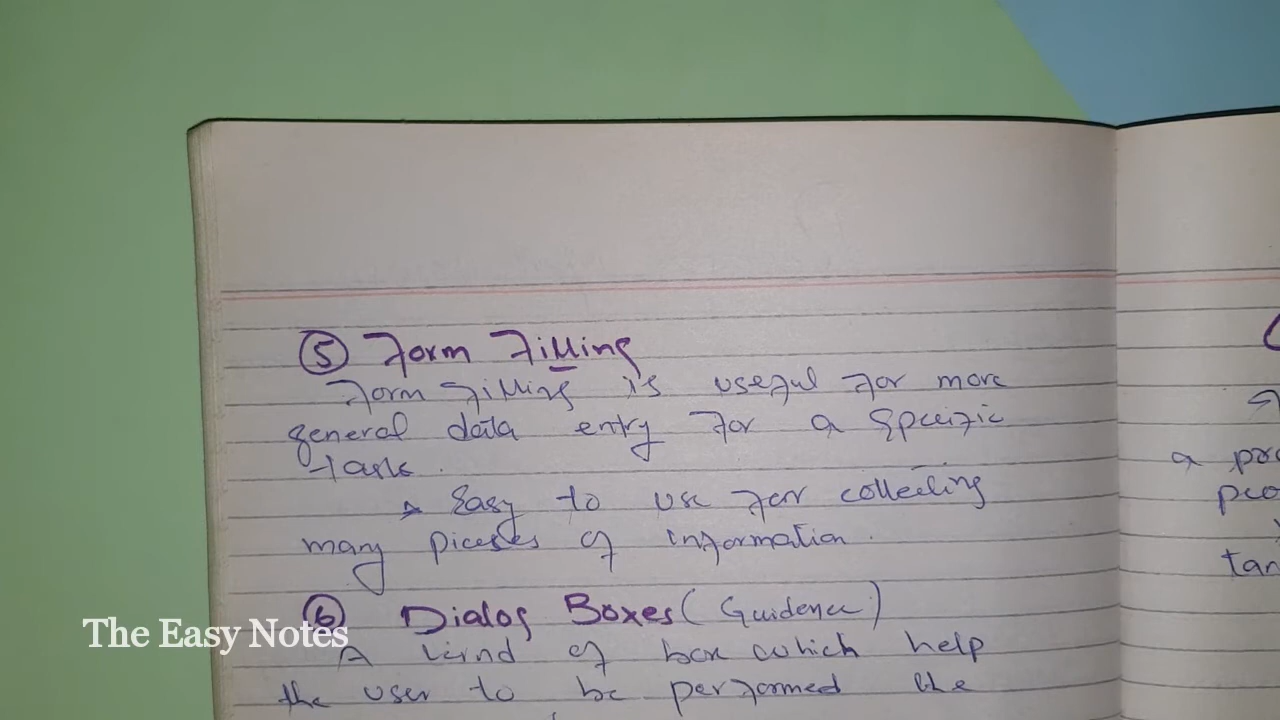 ⑤ Form Filling
Form Filling is useful for more
general data entry for a specific
task.
Easy to use for collecting
many piceses of information.
⑥ Dialog Boxes (Guidence)
A kind of box which help
the user to be performed the
The Easy Notes
a
tan